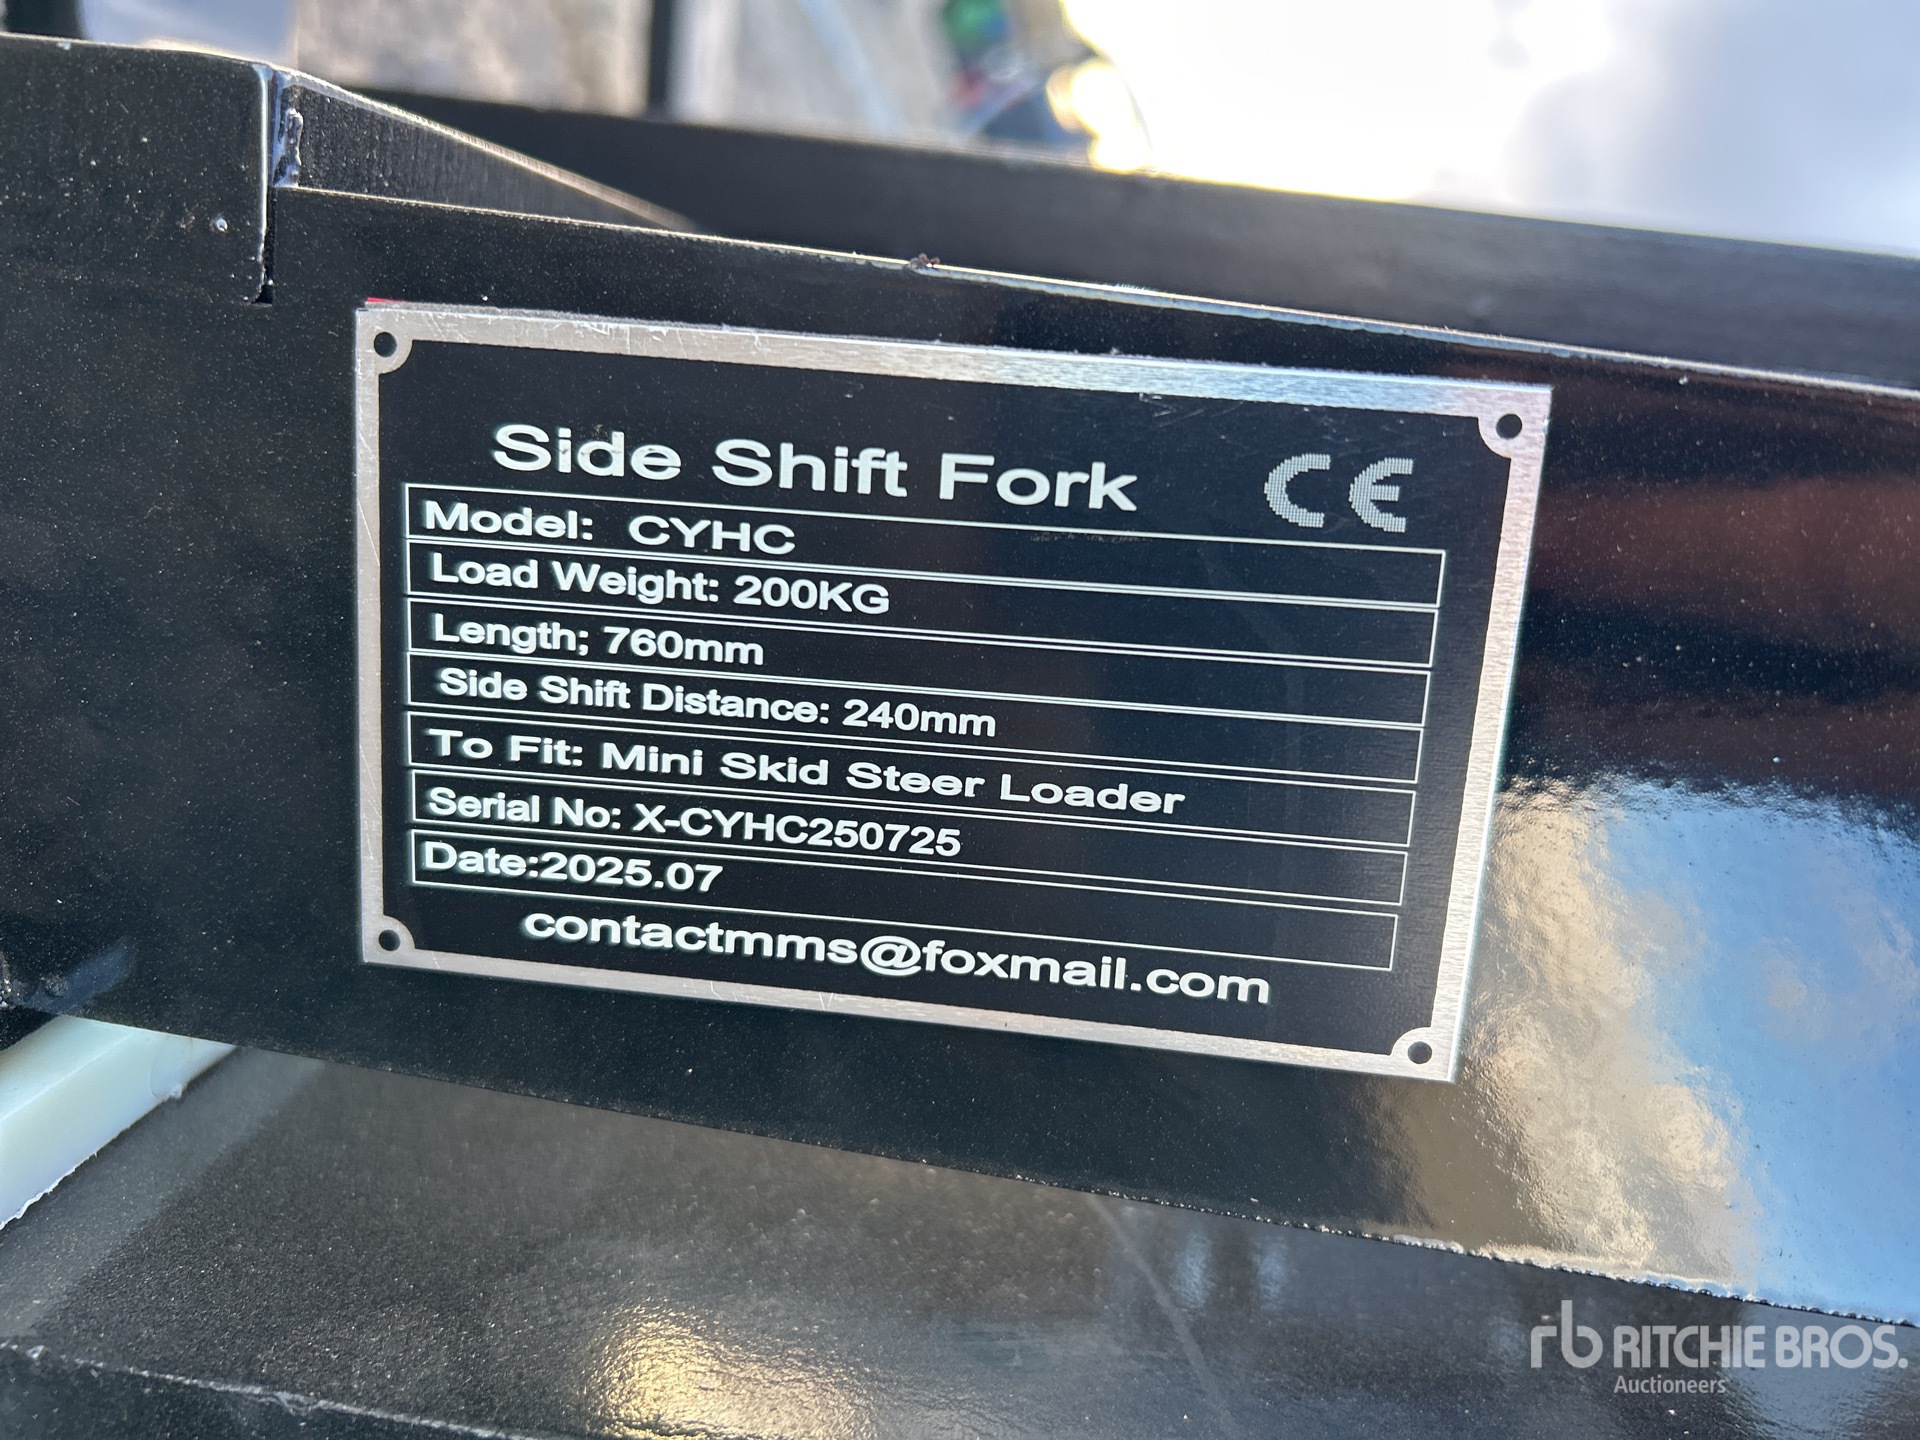 Side Shift Fork CE
Model: CYHC
Load Weight: 200KG
Length; 760mm
Side Shift Distance: 240mm
To Fit: Mini Skid Steer Loader
Serial No: X-CYHC250725
Date:2025.07
contactmms@foxmail.com
rb RITCHIE BROS.
Auctioneers